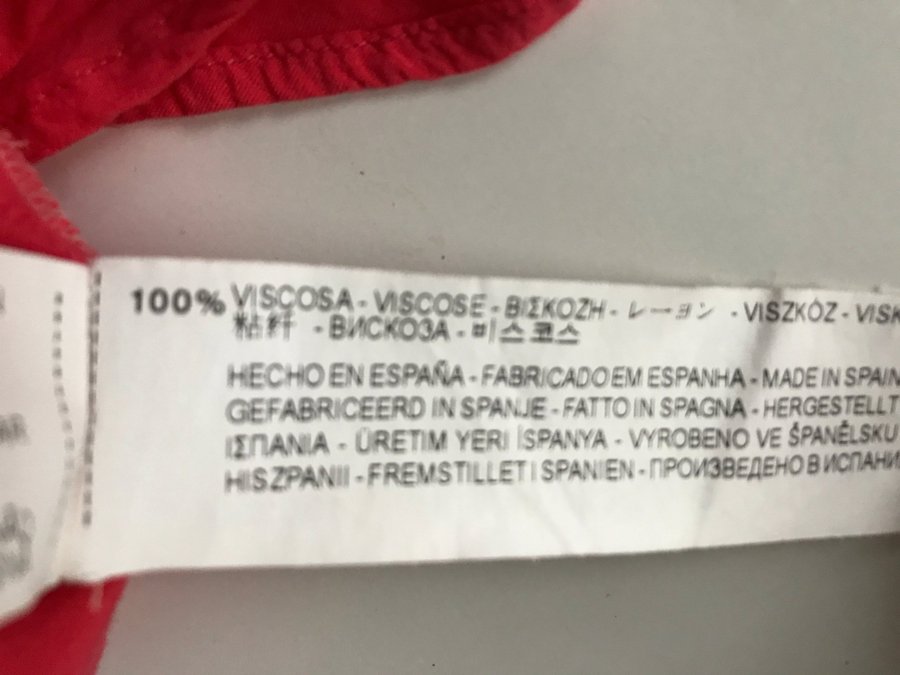 100% VISCOSA - VISCOSE - ΒΙΣΚΟΖΗ - レーヨン - VISZKÓZ - VISK
粘纤 - ВИСКОЗА - 비스코스
HECHO EN ESPAÑA - FABRICADO EM ESPANHA - MADE IN SPAIN
GEFABRICEERD IN SPANJE - FATTO IN SPAGNA - HERGESTELLT
ΙΣΠΑΝΙΑ - ÜRETIM YERI İSPANYA - VYROBENO VE ŠPANĚLSKU
HISZPANII - FREMSTILLET I SPANIEN - ПРОИЗВЕДЕНО В ИСПАНИ